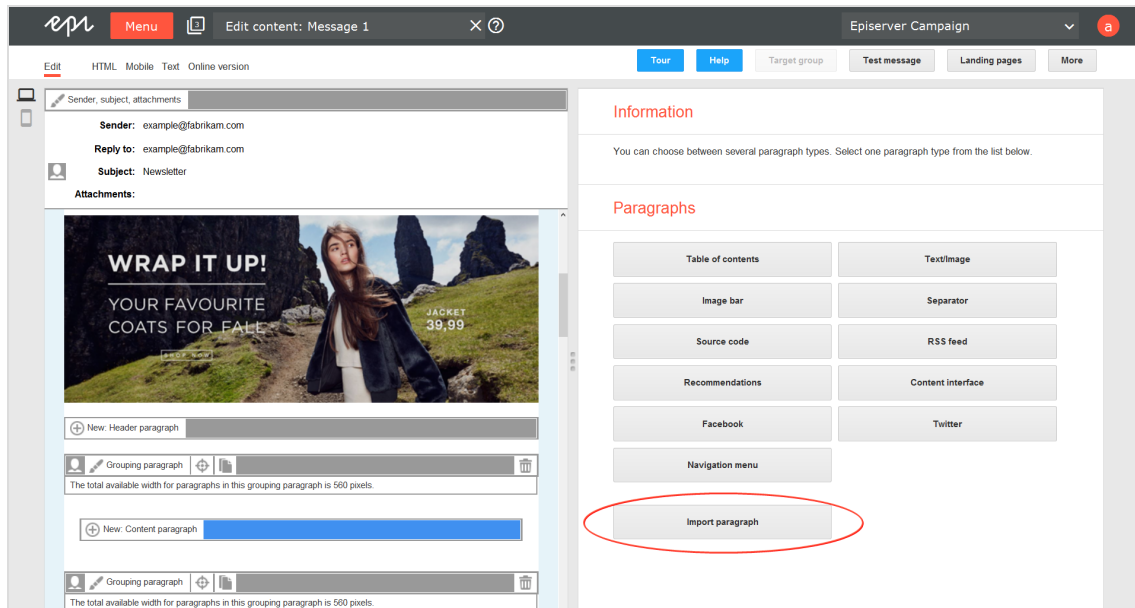 epi
Menu
3
Edit content: Message 1
Episerver Campaign
a
Edit
HTML
Mobile
Text
Online version
Tour
Help
Target group
Test message
Landing pages
More
Sender, subject, attachments
Sender: example@fabrikam.com
Reply to: example@fabrikam.com
Subject: Newsletter
Attachments:
WRAP IT UP!
YOUR FAVOURITE
COATS FOR FALL
SHOP NOW
JACKET
39,99
New: Header paragraph
Grouping paragraph
The total available width for paragraphs in this grouping paragraph is 560 pixels.
New: Content paragraph
Grouping paragraph
The total available width for paragraphs in this grouping paragraph is 560 pixels.
Information
You can choose between several paragraph types. Select one paragraph type from the list below.
Paragraphs
Table of contents
Text/Image
Image bar
Separator
Source code
RSS feed
Recommendations
Content interface
Facebook
Twitter
Navigation menu
Import paragraph